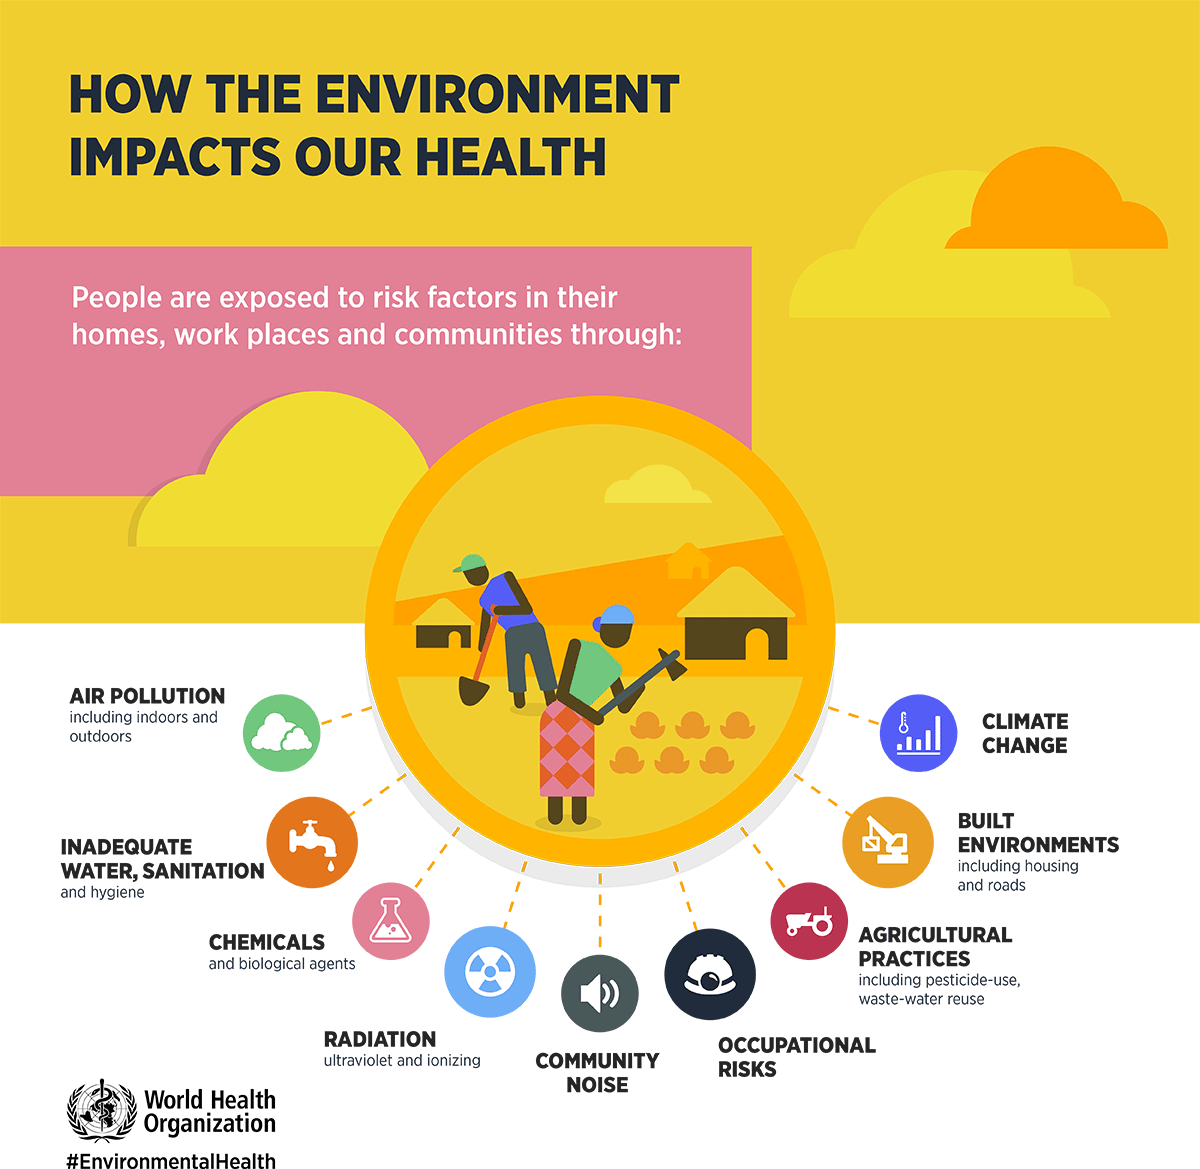 HOW THE ENVIRONMENT
IMPACTS OUR HEALTH
People are exposed to risk factors in their
homes, work places and communities through:
AIR POLLUTION
including indoors and
outdoors
INADEQUATE
WATER, SANITATION
and hygiene
CHEMICALS
and biological agents
RADIATION
ultraviolet and ionizing
COMMUNITY
NOISE
OCCUPATIONAL
RISKS
AGRICULTURAL
PRACTICES
including pesticide-use,
waste-water reuse
BUILT
ENVIRONMENTS
including housing
and roads
CLIMATE
CHANGE
World Health
Organization
#EnvironmentalHealth